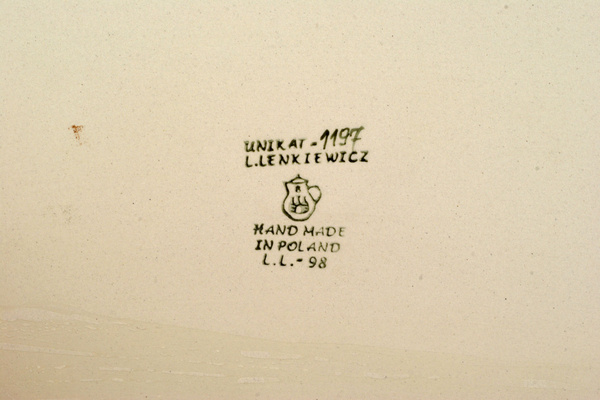 UNIKAT - 1197
L.LENKIEWICZ
HAND MADE
IN POLAND
L.L.- 98